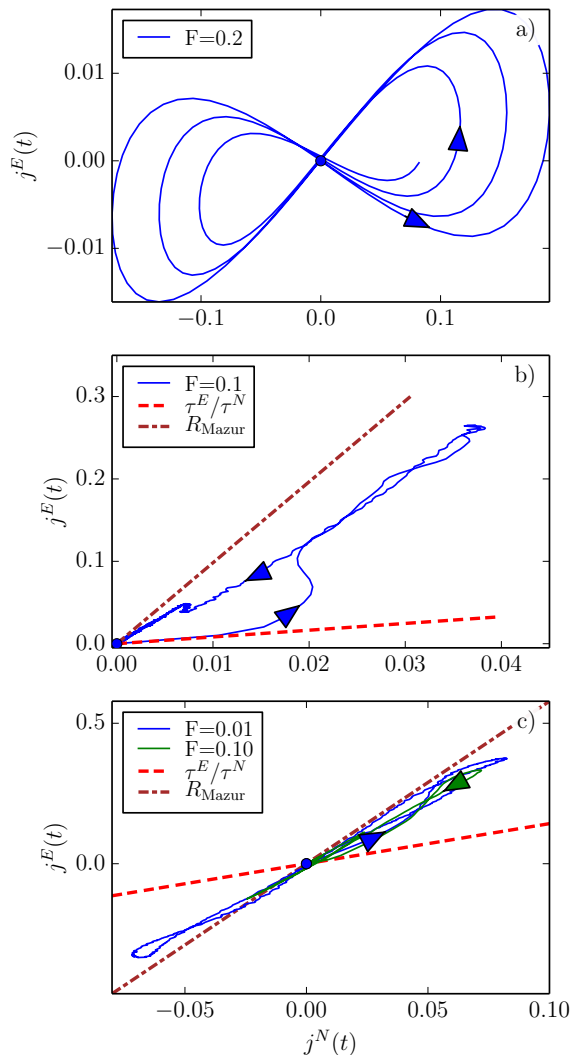 a)
F=0.2
0.01
0.00
−0.01
j^E(t)
−0.1 0.0 0.1
b)
F=0.1
τ^E/τ^N
R_Mazur
0.3
0.2
0.1
0.0
j^E(t)
0.00 0.01 0.02 0.03 0.04
c)
F=0.01
F=0.10
τ^E/τ^N
R_Mazur
0.5
0.0
j^E(t)
−0.05 0.00 0.05 0.10
j^N(t)